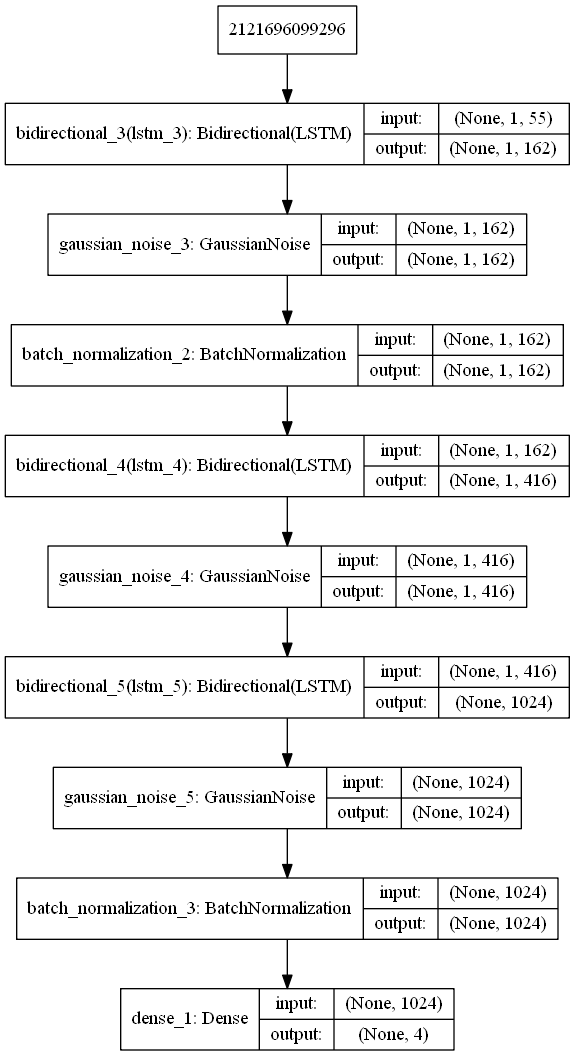 2121696099296
bidirectional_3(lstm_3): Bidirectional(LSTM)
input: (None, 1, 55)
output: (None, 1, 162)
gaussian_noise_3: GaussianNoise
input: (None, 1, 162)
output: (None, 1, 162)
batch_normalization_2: BatchNormalization
input: (None, 1, 162)
output: (None, 1, 162)
bidirectional_4(lstm_4): Bidirectional(LSTM)
input: (None, 1, 162)
output: (None, 1, 416)
gaussian_noise_4: GaussianNoise
input: (None, 1, 416)
output: (None, 1, 416)
bidirectional_5(lstm_5): Bidirectional(LSTM)
input: (None, 1, 416)
output: (None, 1024)
gaussian_noise_5: GaussianNoise
input: (None, 1024)
output: (None, 1024)
batch_normalization_3: BatchNormalization
input: (None, 1024)
output: (None, 1024)
dense_1: Dense
input: (None, 1024)
output: (None, 4)